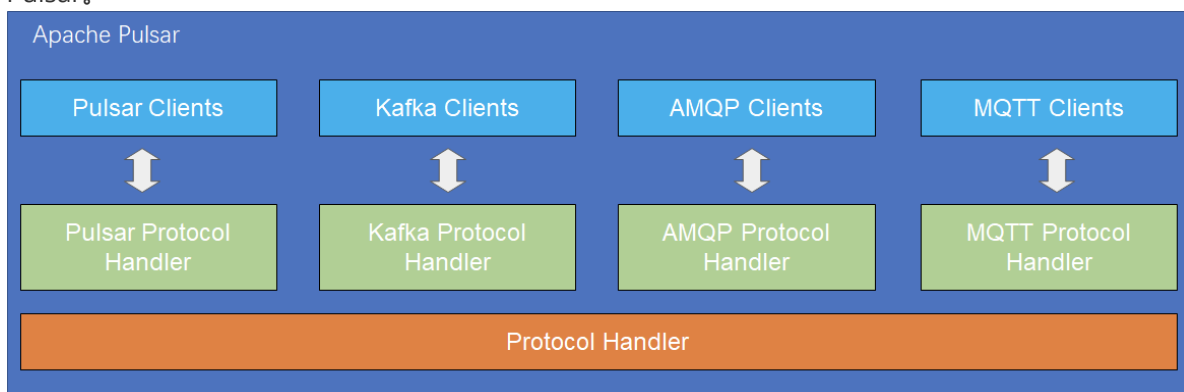 Pulsar。
Apache Pulsar
Pulsar Clients
Kafka Clients
AMQP Clients
MQTT Clients
Pulsar Protocol
Handler
Kafka Protocol
Handler
AMQP Protocol
Handler
MQTT Protocol
Handler
Protocol Handler